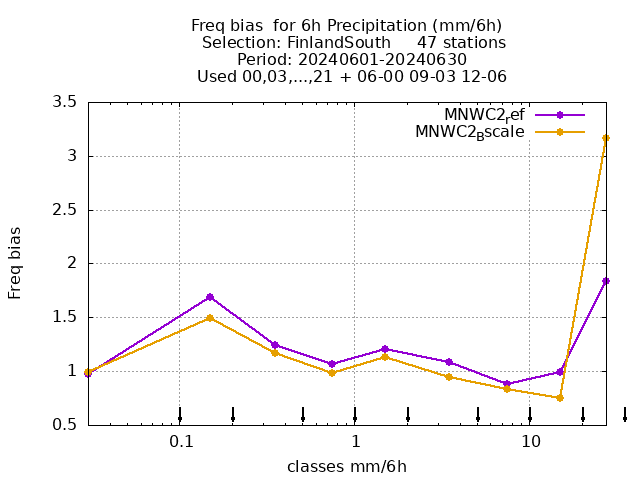 Freq bias  for 6h Precipitation (mm/6h)
Selection: FinlandSouth     47 stations
Period: 20240601-20240630
Used 00,03,...,21 + 06-00 09-03 12-06
MNWC2ref
MNWC2Bscale
3.5
3
2.5
2
1.5
1
0.5
Freq bias
0.1 1 10
classes mm/6h